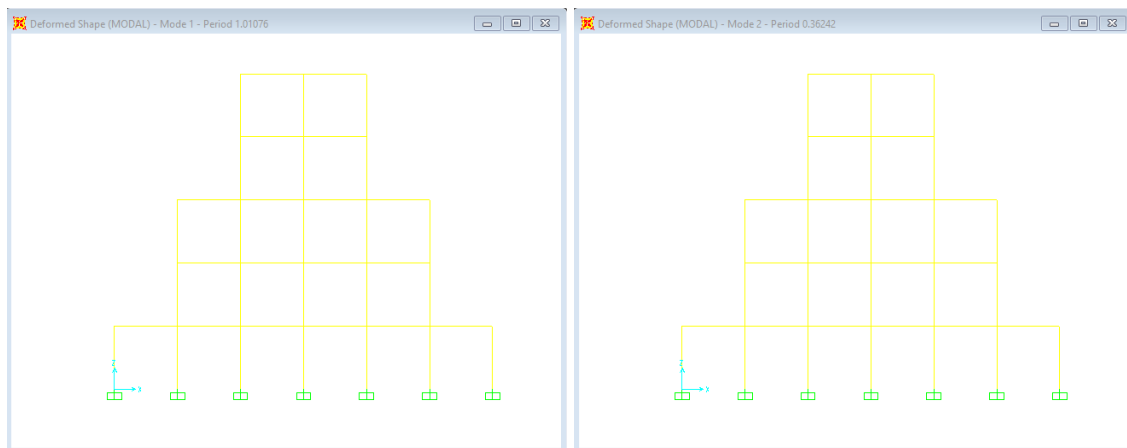 Deformed Shape (MODAL) - Mode 1 - Period 1.01076
Deformed Shape (MODAL) - Mode 2 - Period 0.36242
Z
X
Z
X